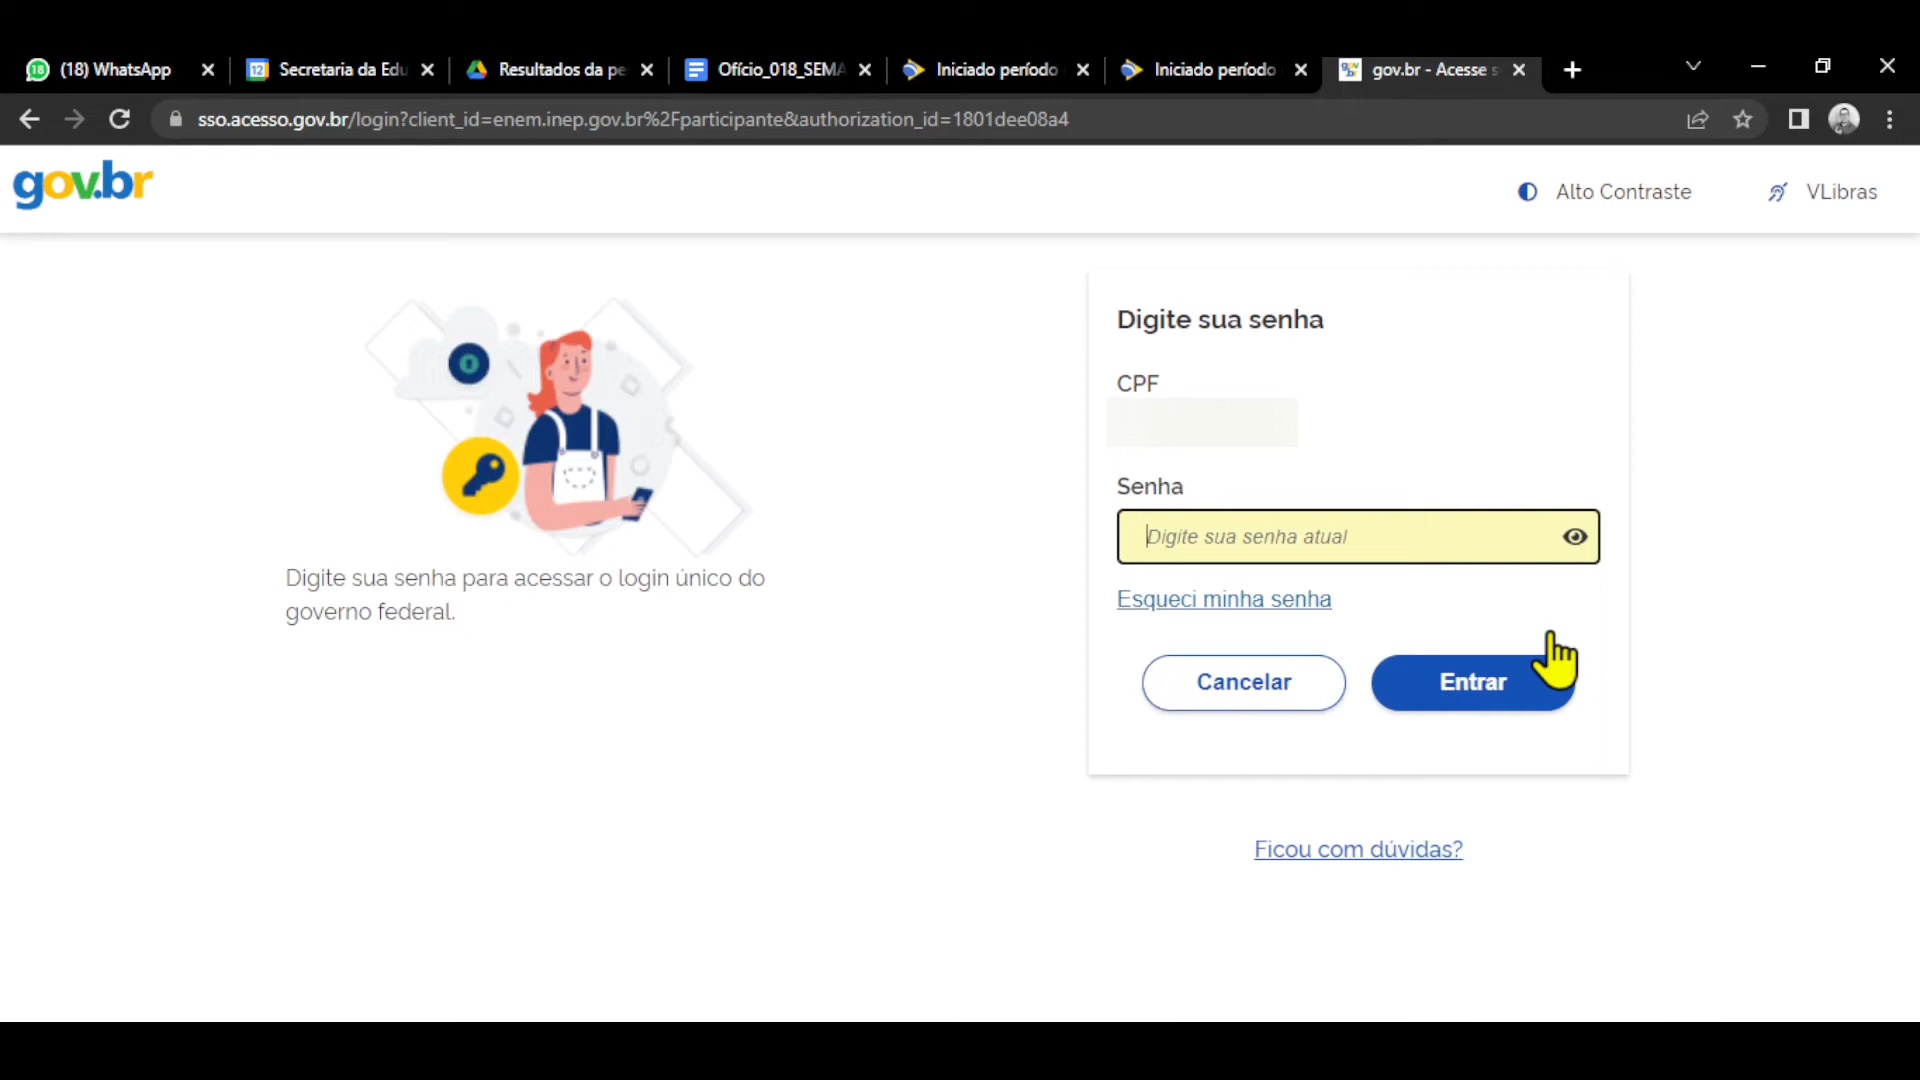 (18) WhatsApp
Secretaria da Edu
Resultados da pe
Ofício_018_SEMA
Iniciado período
Iniciado período
gov.br - Acesse s
sso.acesso.gov.br/login?client_id=enem.inep.gov.br%2Fparticipante&authorization_id=1801dee08a4
gov.br
Alto Contraste
VLibras
Digite sua senha para acessar o login único do
governo federal.
Digite sua senha
CPF
Senha
Digite sua senha atual
Esqueci minha senha
Cancelar
Entrar
Ficou com dúvidas?